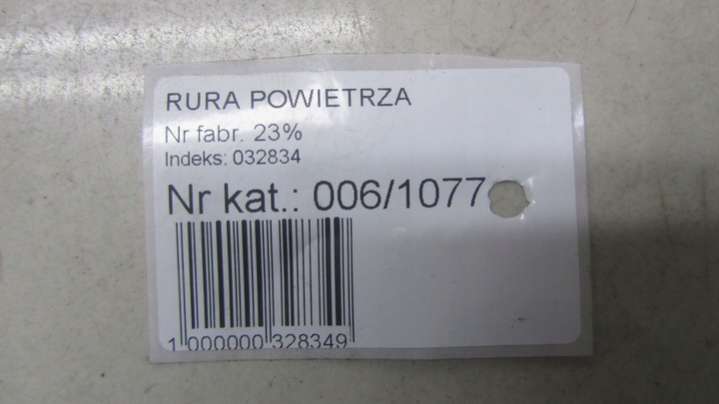 RURA POWIETRZA
Nr fabr. 23%
Indeks: 032834
Nr kat.: 006/1077
1 000000 328349